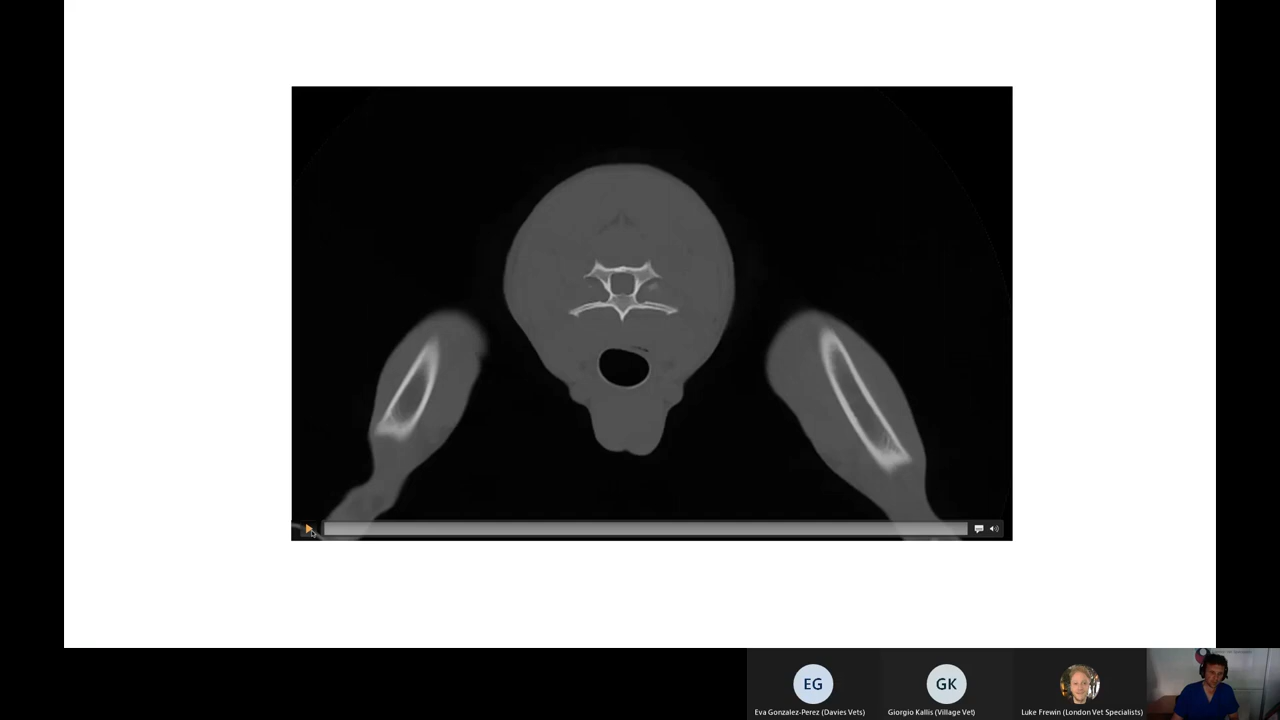 EG
GK
Eva Gonzalez-Perez (Davies Vets)
Giorgio Kallis (Village Vet)
Luke Frewin (London Vet Specialists)